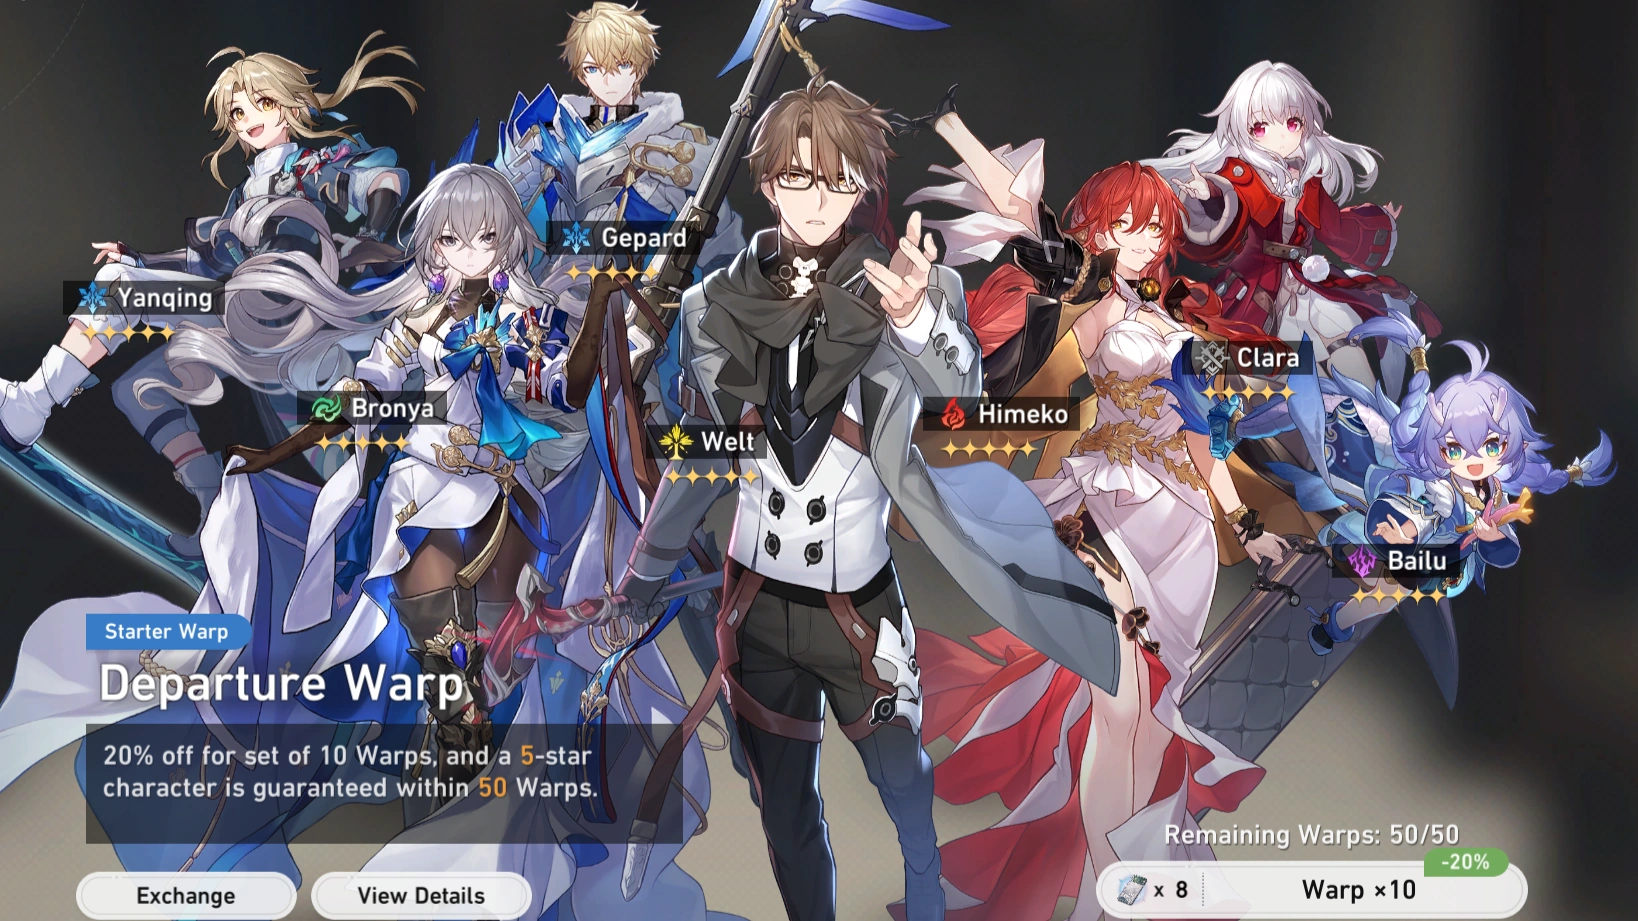 Gepard
Yanqing
Clara
Bronya
Himeko
Welt
Bailu
Starter Warp
Departure Warp
20% off for set of 10 Warps, and a 5-star
character is guaranteed within 50 Warps.
Exchange
View Details
Remaining Warps: 50/50
-20%
x 8
Warp ×10